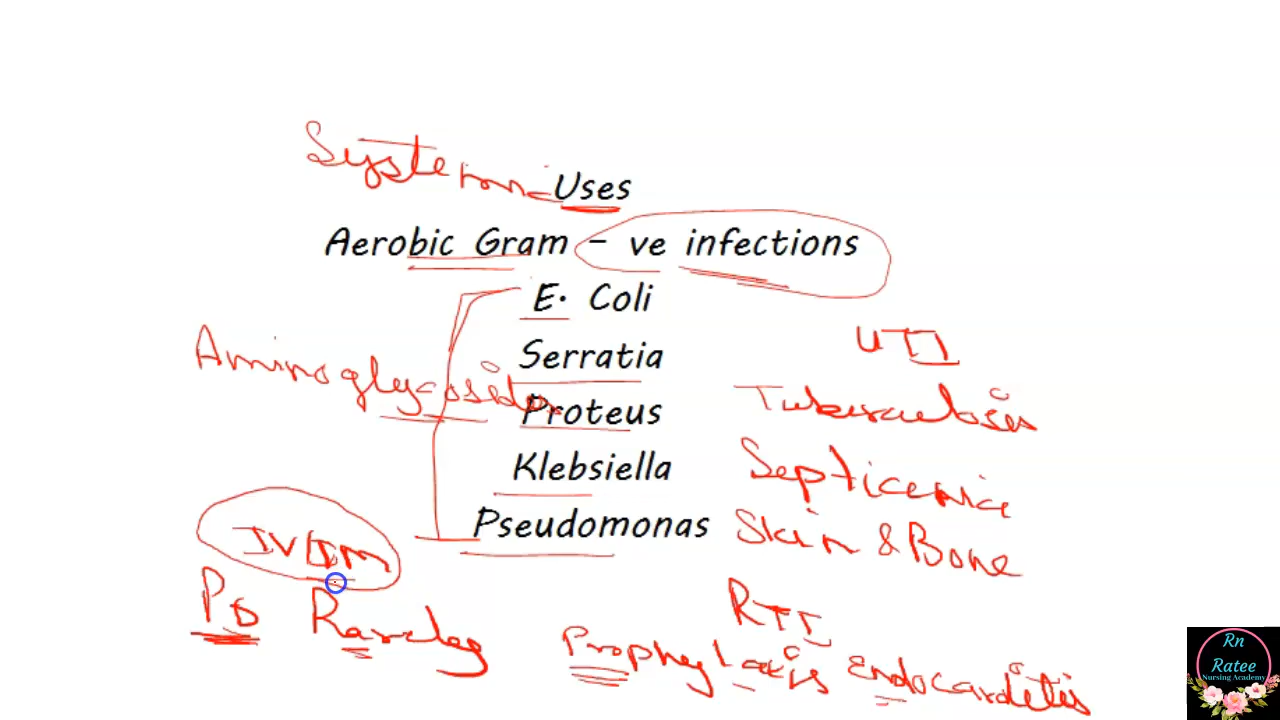 Systemic Uses
Aerobic Gram - ve infections
E. Coli
UTI
Serratia
Aminoglycosides
Tuberculosis
Proteus
Klebsiella
Septicemia
Pseudomonas
Skin & Bone
IV/IM
PO Rarely
RTI
Prophylaxis Endocarditis
Rn
Ratee
Nursing Academy